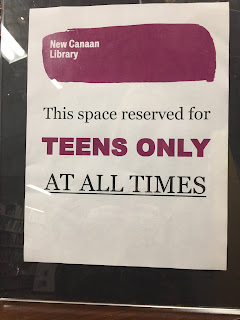 New Canaan
Library
This space reserved for
TEENS ONLY
AT ALL TIMES